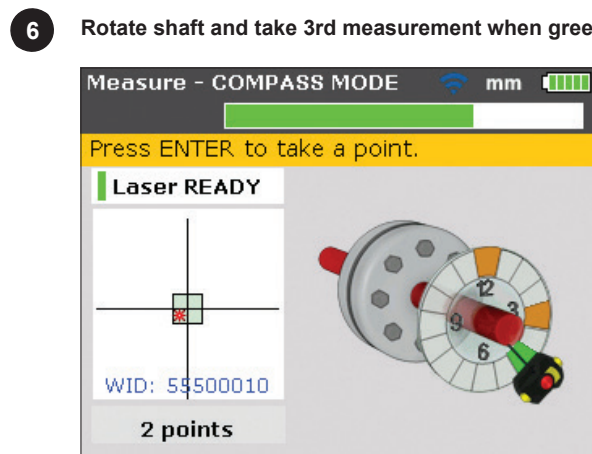 6
Rotate shaft and take 3rd measurement when gree
Measure - COMPASS MODE mm
Press ENTER to take a point.
Laser READY
12
3
9
6
WID: 55500010
2 points